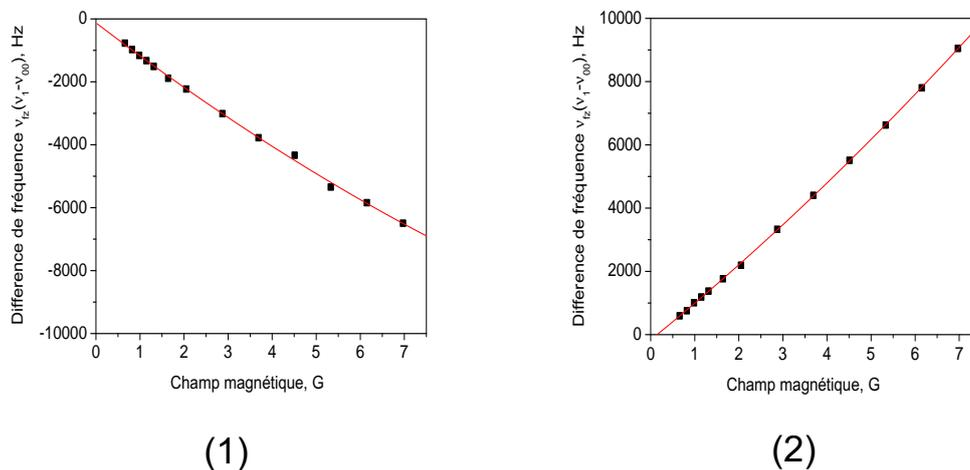 Difference de fréquence ν_fz(ν_1-ν_00), Hz
0
-2000
-4000
-6000
-8000
-10000
0 1 2 3 4 5 6 7
Champ magnétique, G
(1)
Difference de fréquence ν_fz(ν_1-ν_00), Hz
10000
8000
6000
4000
2000
0
0 1 2 3 4 5 6 7
Champ magnétique, G
(2)